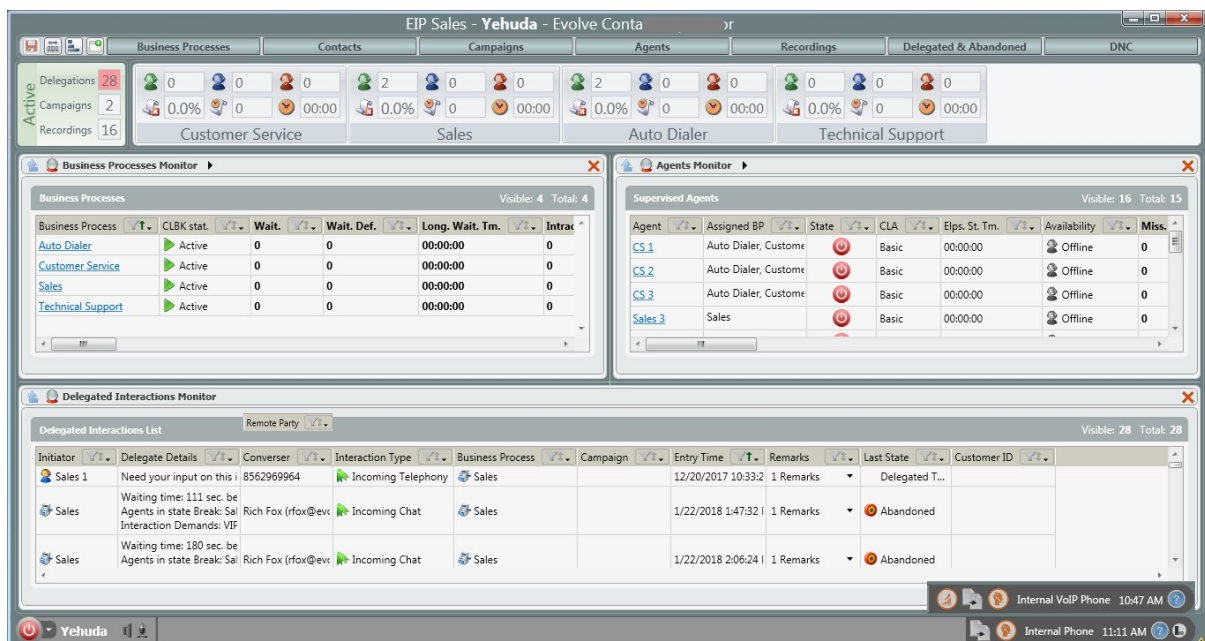 EIP Sales - Yehuda - Evolve Conta
Business Processes Contacts Campaigns Agents Recordings Delegated & Abandoned DNC
Active
Delegations 28
Campaigns 2
Recordings 16
0 0 0 2 0 0 2 0 0 0 0 0
0.0% 0 00:00 0.0% 0 00:00 0.0% 0 00:00 0.0% 0 00:00
Customer Service Sales Auto Dialer Technical Support
Business Processes Monitor
Business Processes Visible: 4 Total: 4
Business Process CLBK stat. Wait. Wait. Def. Long. Wait. Tm. Intrac
Auto Dialer Active 0 0 00:00:00 0
Customer Service Active 0 0 00:00:00 0
Sales Active 0 0 00:00:00 0
Technical Support Active 0 0 00:00:00 0
Agents Monitor
Supervised Agents Visible: 16 Total: 15
Agent Assigned BP State CLA Elps. St. Tm. Availability Miss.
CS 1 Auto Dialer, Custome Basic 00:00:00 Offline 0
CS 2 Auto Dialer, Custome Basic 00:00:00 Offline 0
CS 3 Auto Dialer, Custome Basic 00:00:00 Offline 0
Sales 3 Sales Basic 00:00:00 Offline 0
Delegated Interactions Monitor
Delegated Interactions List Remote Party Visible: 28 Total: 28
Initiator Delegate Details Converser Interaction Type Business Process Campaign Entry Time Remarks Last State Customer ID
Sales 1 Need your input on this i 8562969964 Incoming Telephony Sales 12/20/2017 10:33:2 1 Remarks Delegated T...
Waiting time: 111 sec. be
Sales Agents in state Break: Sal Rich Fox (rfox@evc Incoming Chat Sales 1/22/2018 1:47:32 1 Remarks Abandoned
Interaction Demands: VIF
Waiting time: 180 sec. be
Sales Agents in state Break: Sal Rich Fox (rfox@evc Incoming Chat Sales 1/22/2018 2:06:24 1 Remarks Abandoned
Internal VoIP Phone 10:47 AM
Yehuda Internal Phone 11:11 AM